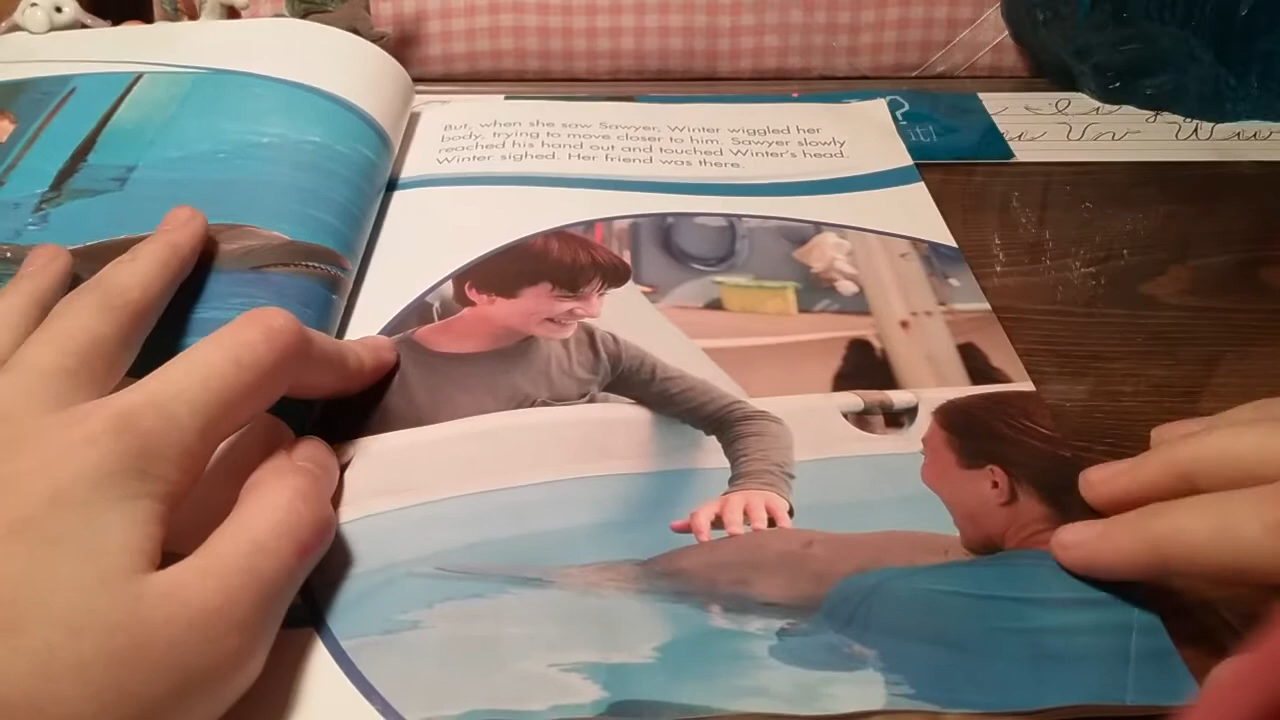 But, when she saw Sawyer, Winter wiggled her
body, trying to move closer to him. Sawyer slowly
reached his hand out and touched Winter's head.
Winter sighed. Her friend was there.
?
it!